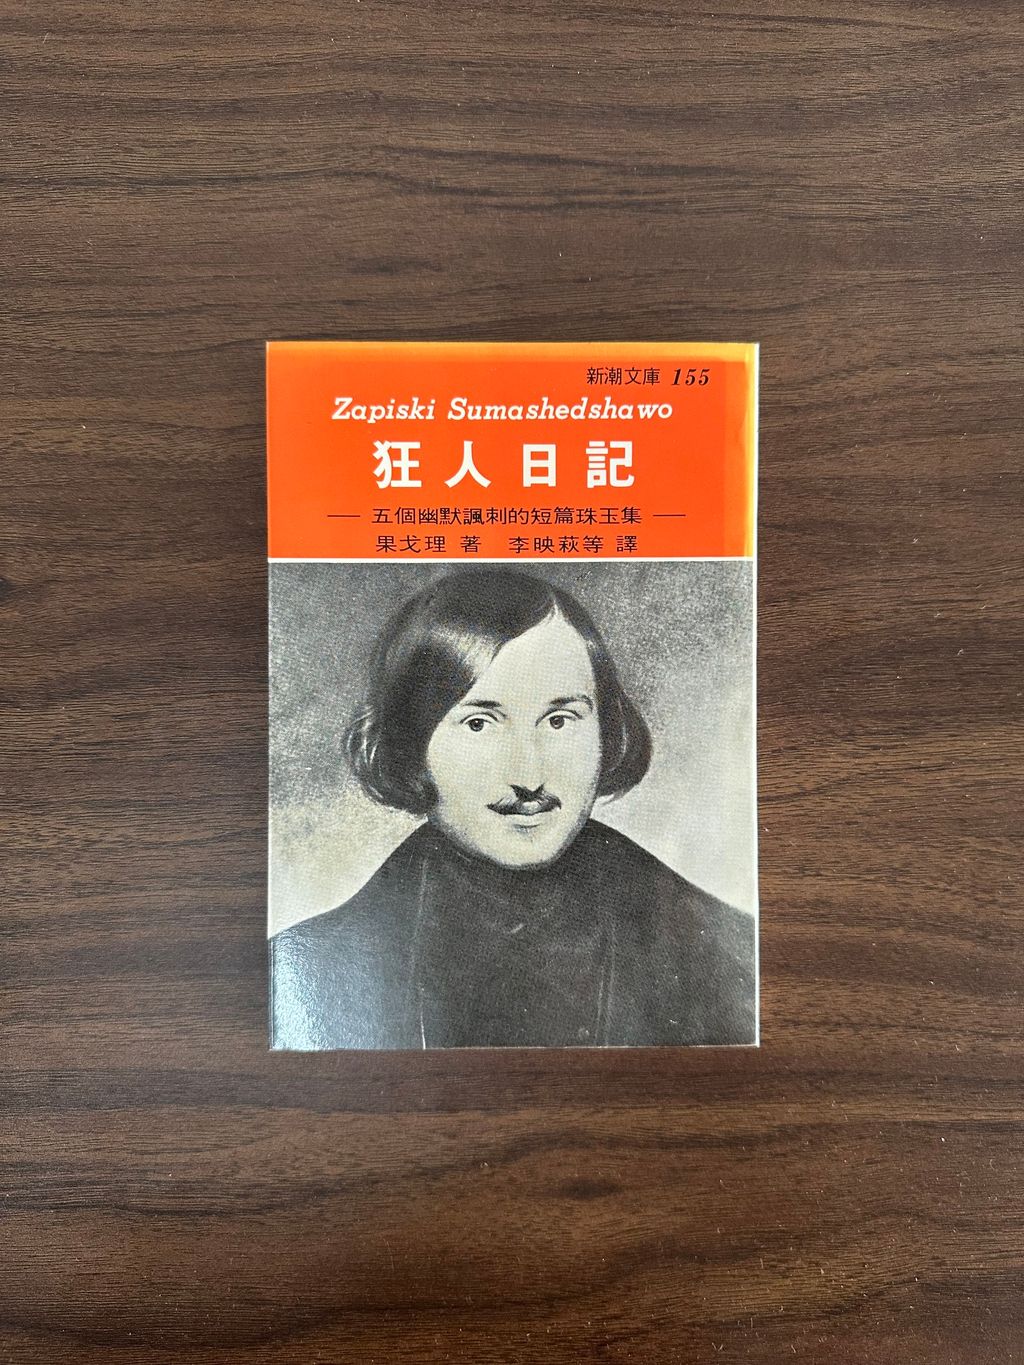 新潮文庫 155
Zapiski Sumashedshawo
狂人日記
— 五個幽默諷刺的短篇珠玉集 —
果戈理 著 李映萩等 譯